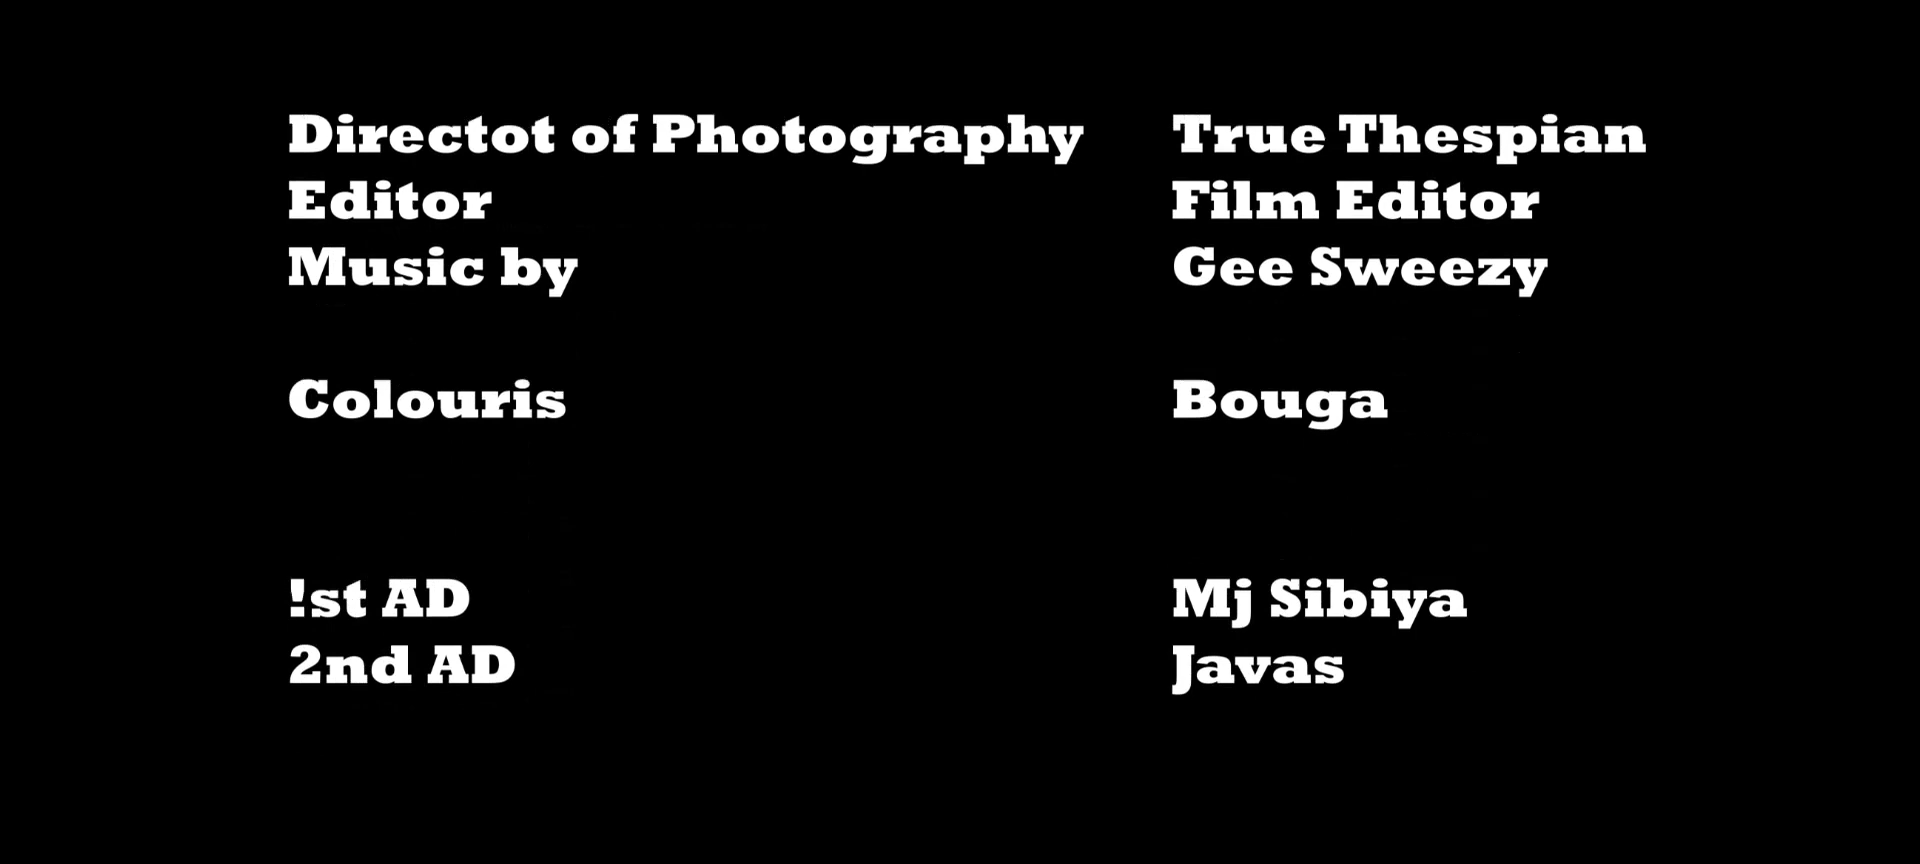 Directot of Photography True Thespian
Editor Film Editor
Music by Gee Sweezy
Colouris Bouga
!st AD Mj Sibiya
2nd AD Javas